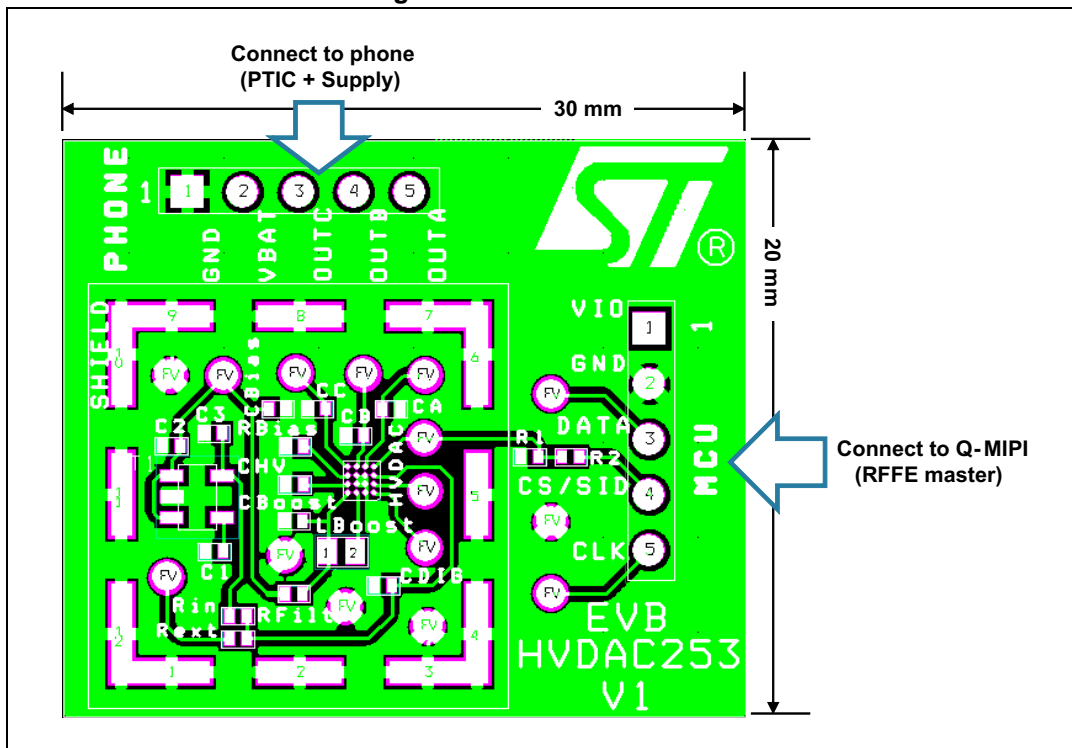 Connect to phone
(PTIC + Supply)
30 mm
20 mm
PHONE
1
1 2 3 4 5
GND
VBAT
OUTC
OUTB
OUTA
ST
®
SHIELD
9 8 7
10 6
FV FV FV FV FV
CBias
CC
CA
CB
C2
C3
RBias
HVDAC
FV
CHV
CBoost
LBoost
1 2
FV
FV
FV
5
C1
CDIG
FV
Rin
RFilt
Rext
FV
FV
12
4
1 2 3
VIO
1
1
GND
2
FV
DATA
3
R1
R2
CS/SID
4
FV
CLK
5
FV
MCU
EVB
HVDAC253
V1
Connect to Q-MIPI
(RFFE master)